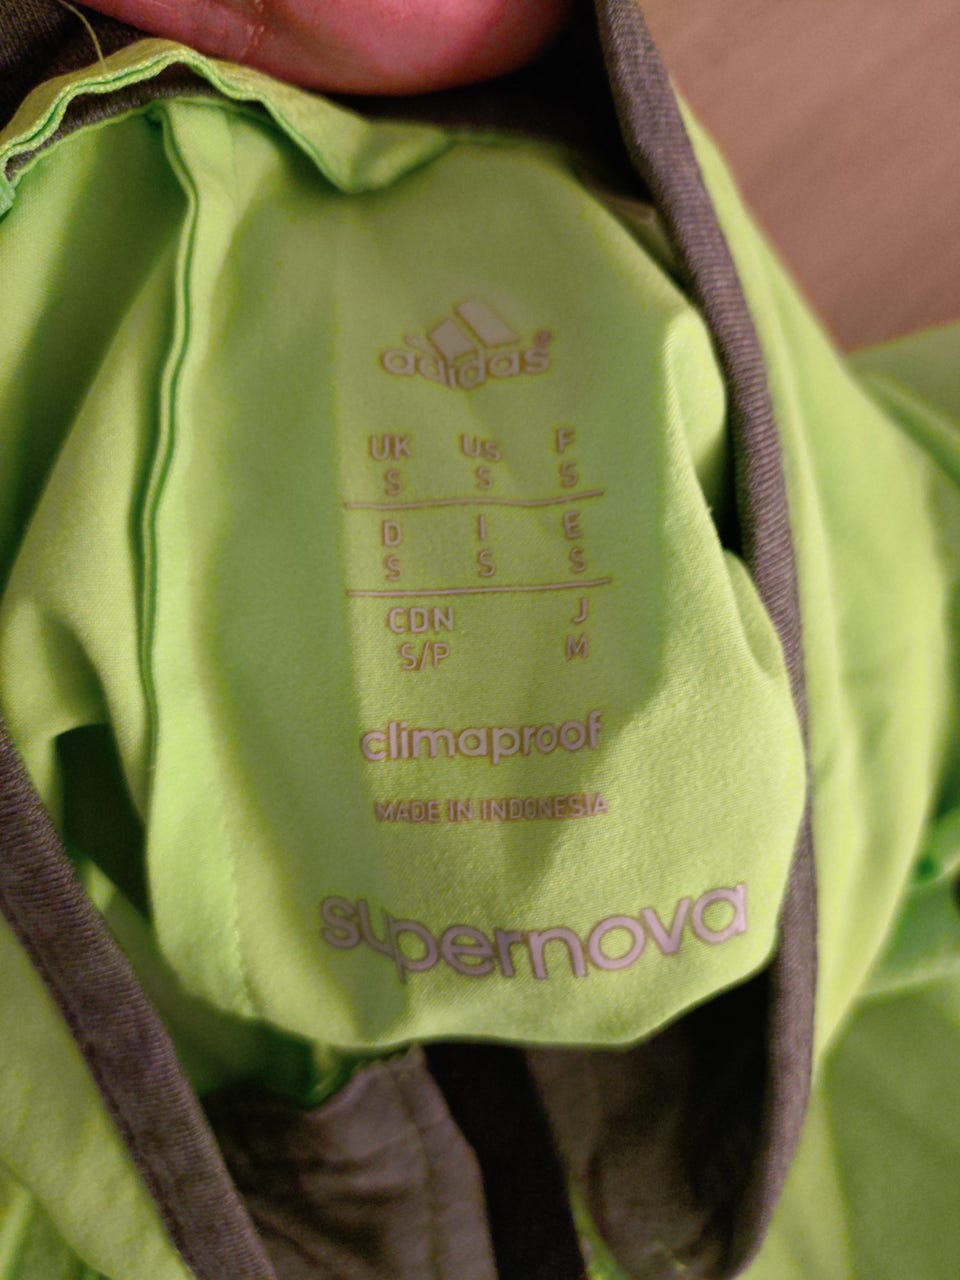 adidas®
UK US F
S S S
D I E
S S S
CDN J
S/P M
climaproof
MADE IN INDONESIA
supernova